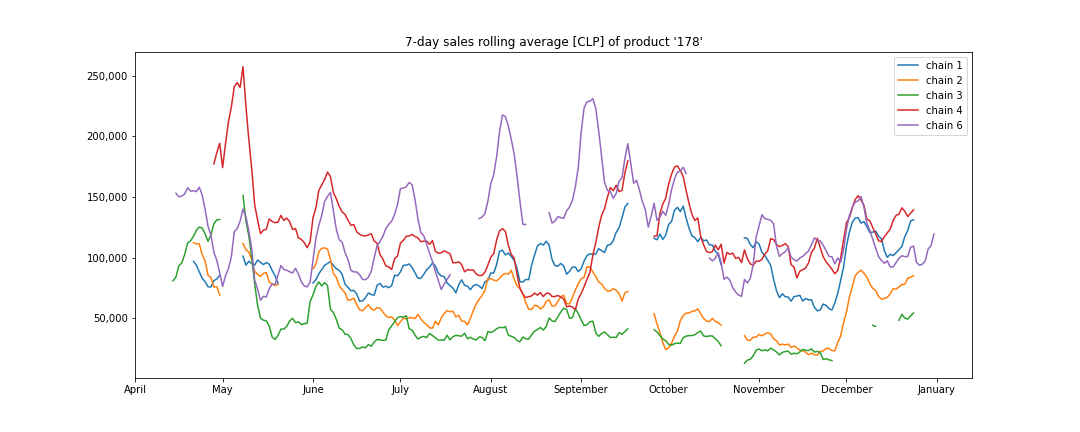 7-day sales rolling average [CLP] of product '178'
250,000
200,000
150,000
100,000
50,000
chain 1
chain 2
chain 3
chain 4
chain 6
April May June July August September October November December January